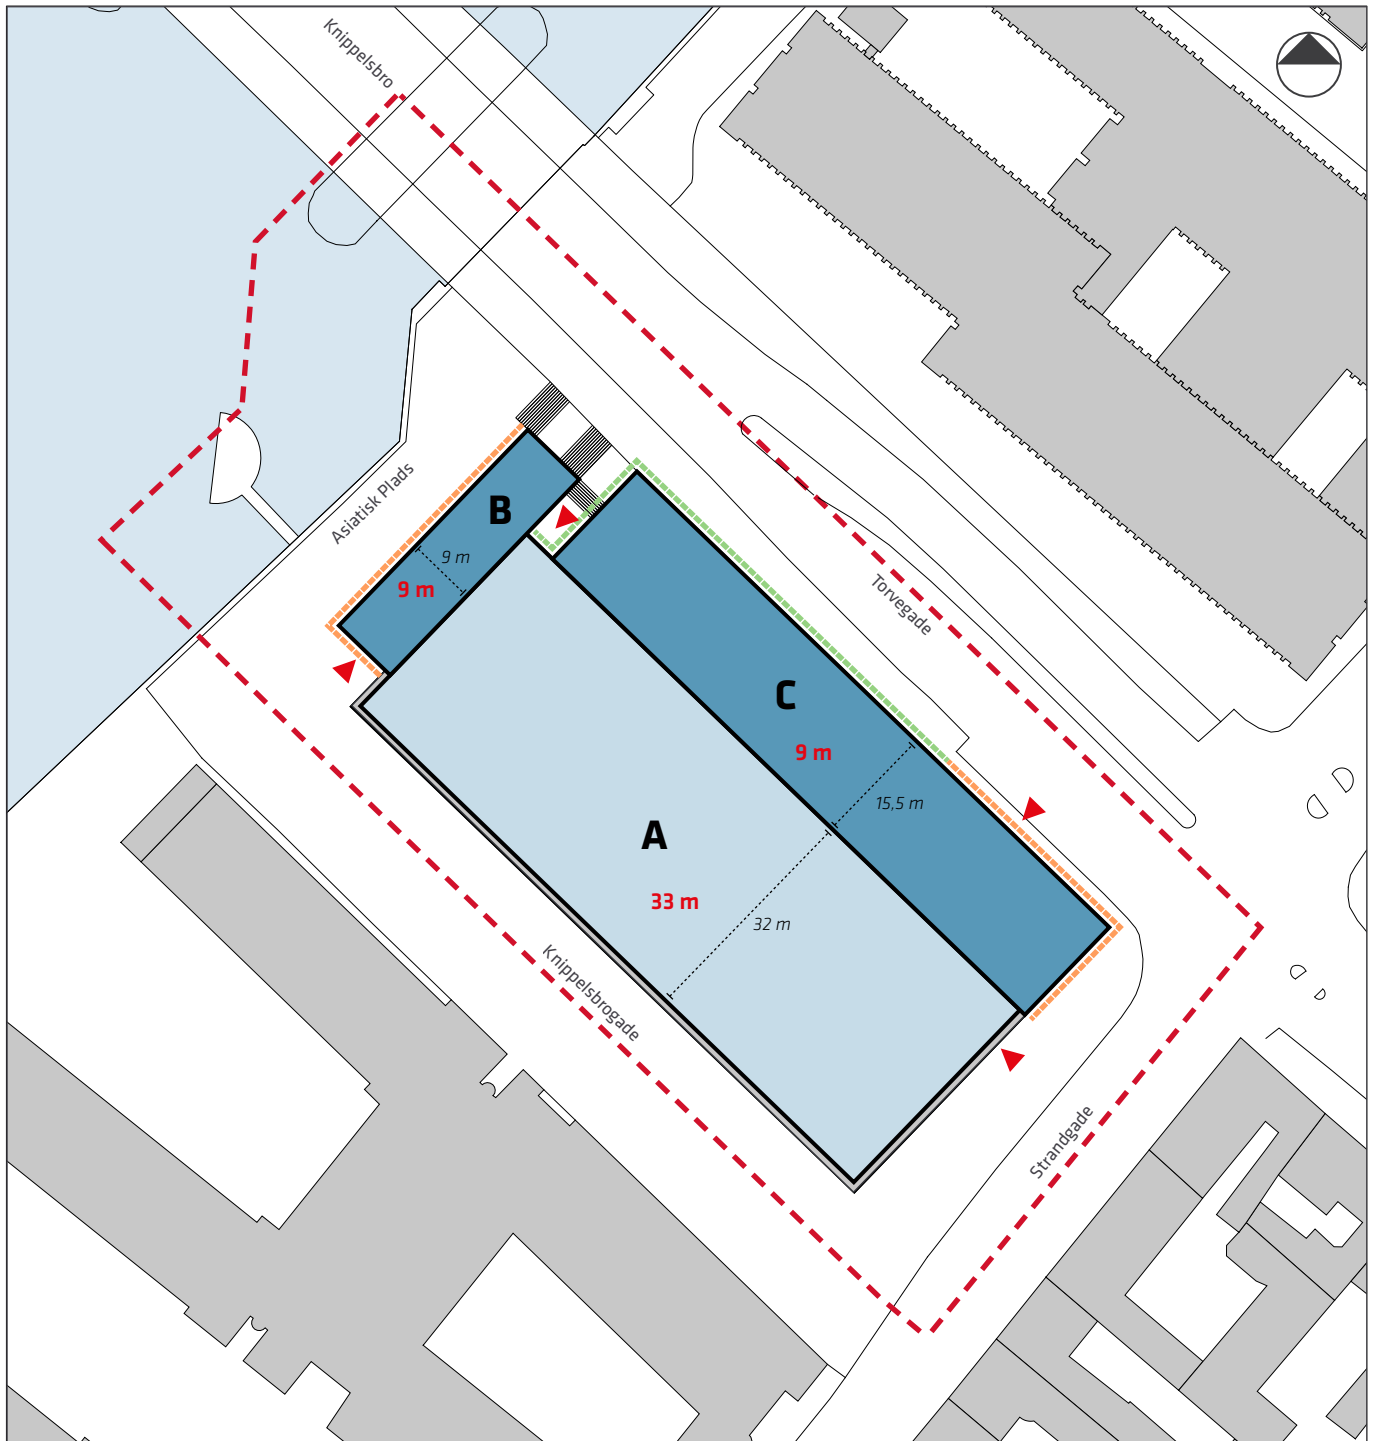 Knippelsbro
Asiatisk Plads
B
9 m
9 m
Torvegade
C
9 m
15,5 m
A
33 m
32 m
Knippelsbrogade
Strandgade